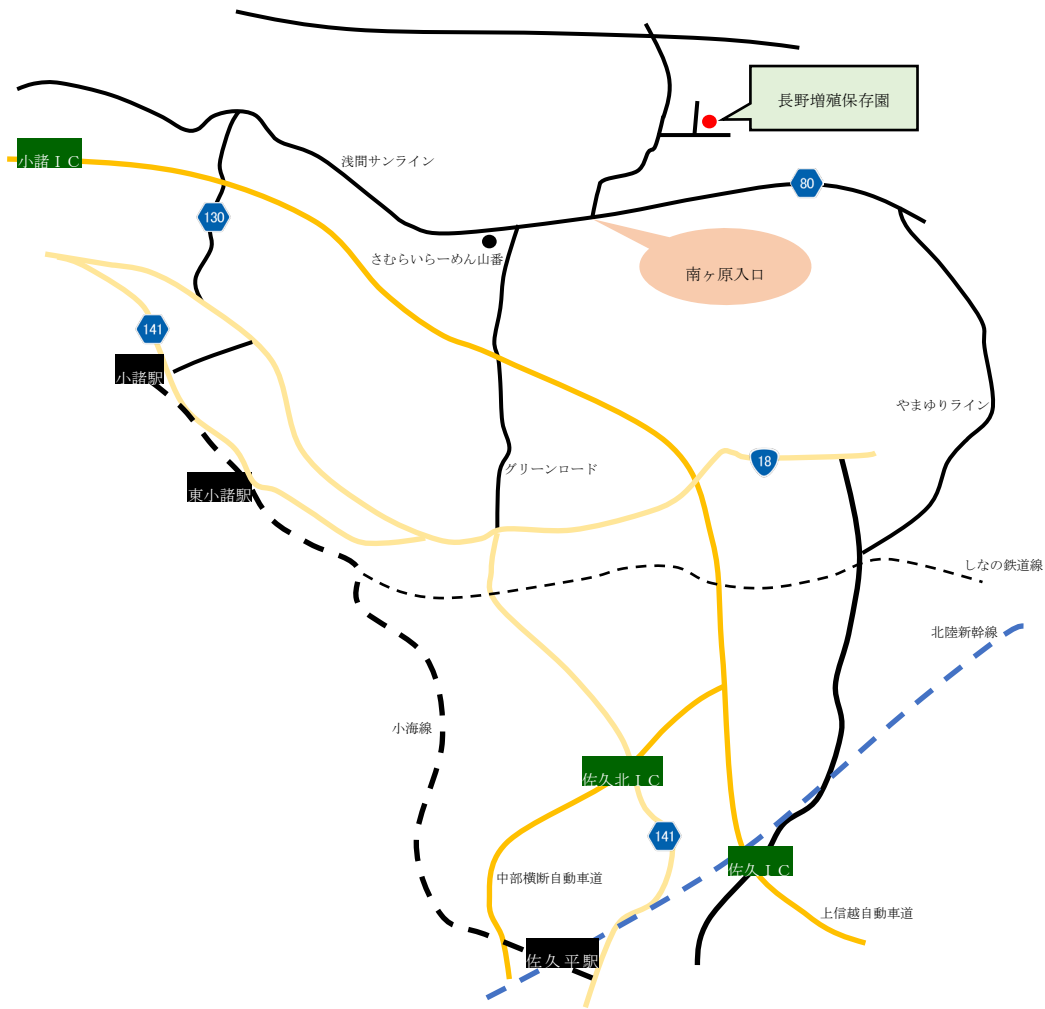 長野増殖保存園
小諸ＩＣ
浅間サンライン
80
130
さむらいらーめん山番
南ヶ原入口
141
小諸駅
やまゆりライン
18
グリーンロード
東小諸駅
しなの鉄道線
北陸新幹線
小海線
佐久北ＩＣ
141
佐久ＩＣ
中部横断自動車道
上信越自動車道
佐久平駅